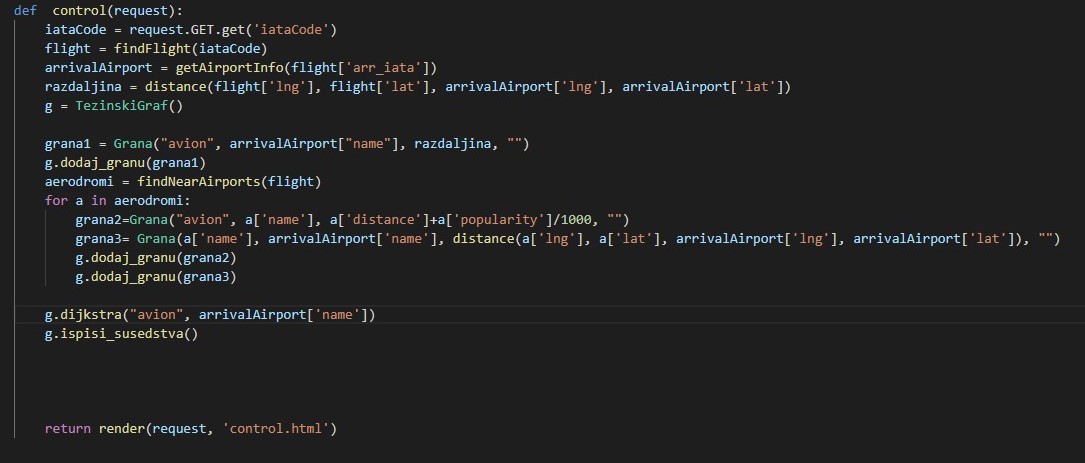 def  control(request):
    iataCode = request.GET.get('iataCode')
    flight = findFlight(iataCode)
    arrivalAirport = getAirportInfo(flight['arr_iata'])
    razdaljina = distance(flight['lng'], flight['lat'], arrivalAirport['lng'], arrivalAirport['lat'])
    g = TezinskiGraf()
    grana1 = Grana("avion", arrivalAirport["name"], razdaljina, "")
    g.dodaj_granu(grana1)
    aerodromi = findNearAirports(flight)
    for a in aerodromi:
        grana2=Grana("avion", a['name'], a['distance']+a['popularity']/1000, "")
        grana3= Grana(a['name'], arrivalAirport['name'], distance(a['lng'], a['lat'], arrivalAirport['lng'], arrivalAirport['lat']), "")
        g.dodaj_granu(grana2)
        g.dodaj_granu(grana3)
    g.dijkstra("avion", arrivalAirport['name'])
    g.ispisi_susedstva()
    return render(request, 'control.html')